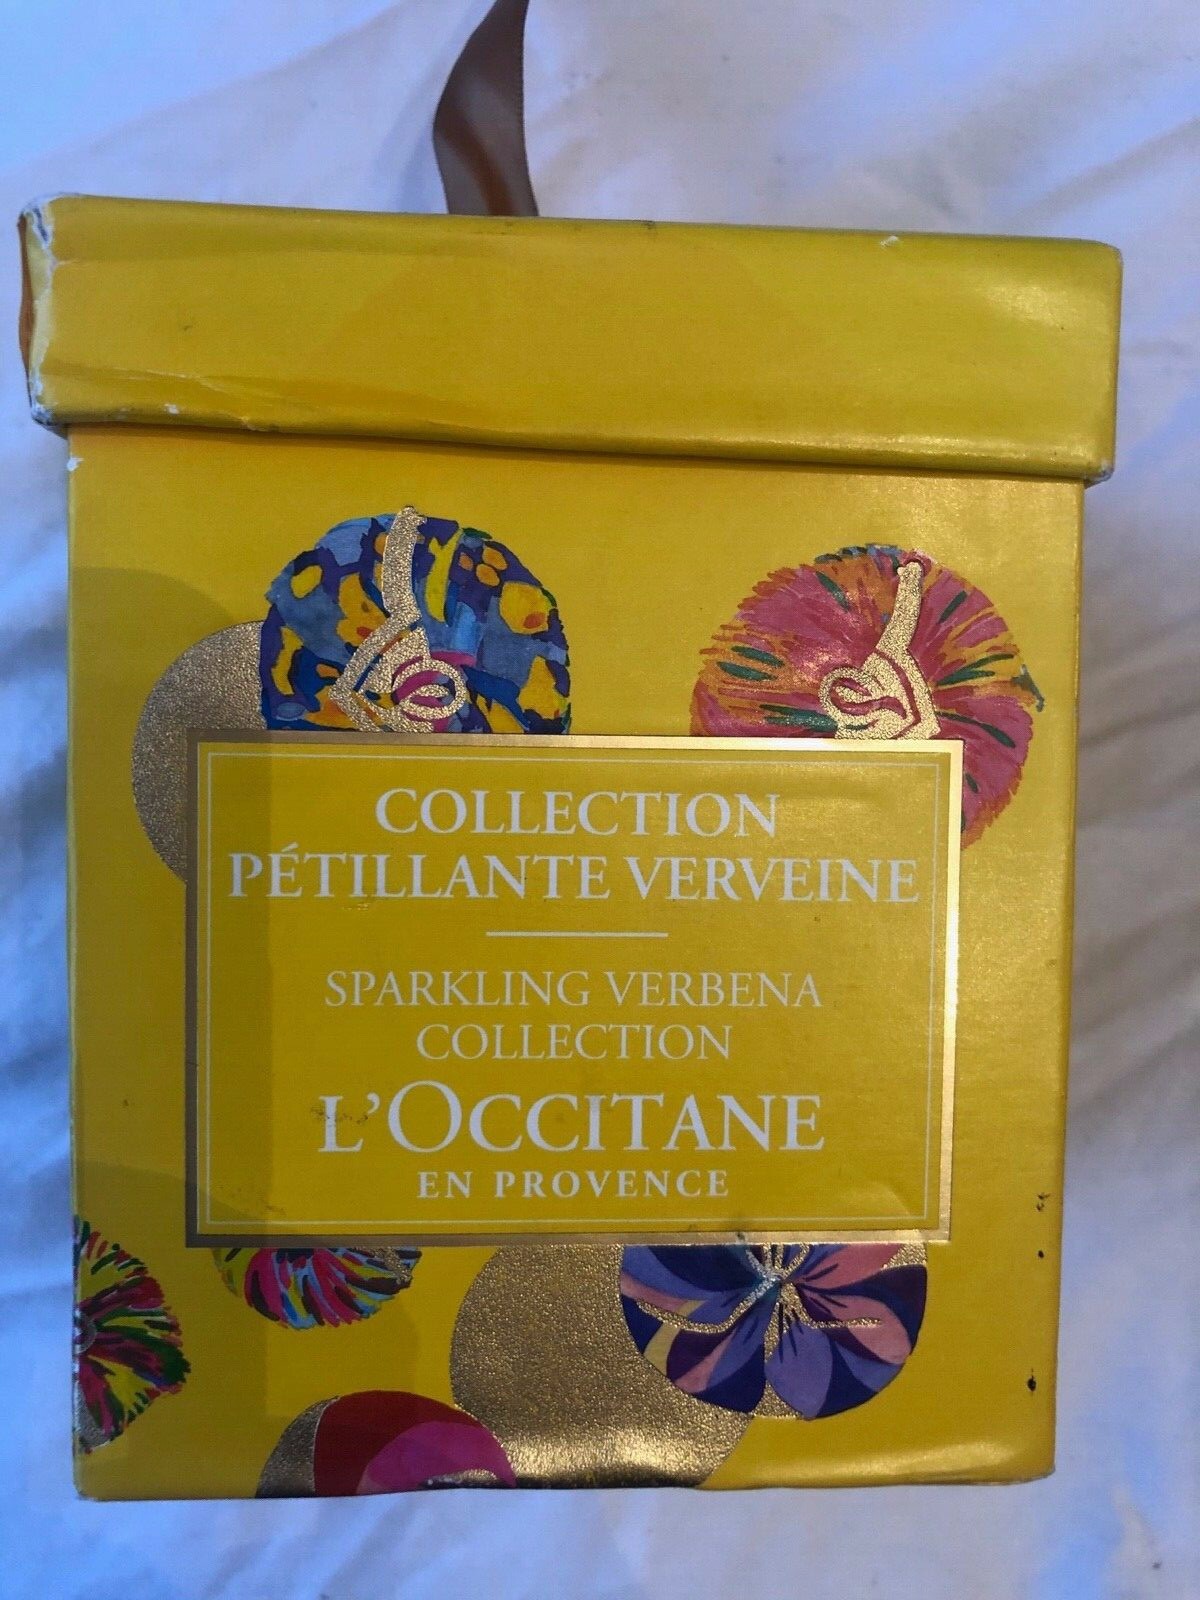 COLLECTION
PÉTILLANTE VERVEINE
SPARKLING VERBENA
COLLECTION
L'OCCITANE
EN PROVENCE